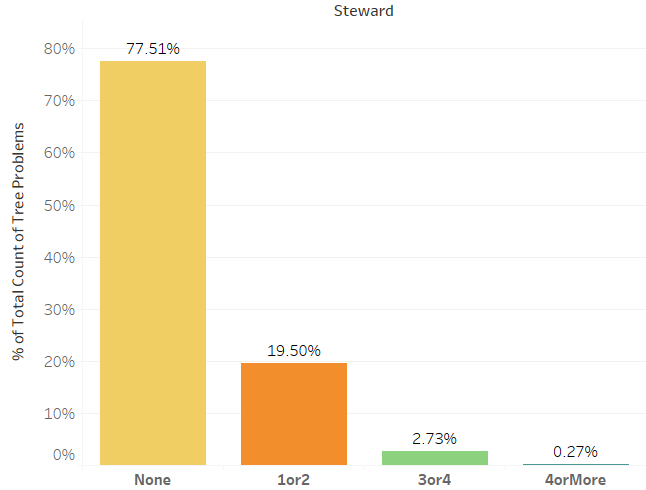 Steward
% of Total Count of Tree Problems
80%
70%
60%
50%
40%
30%
20%
10%
0%
77.51%
19.50%
2.73%
0.27%
None
1or2
3or4
4orMore